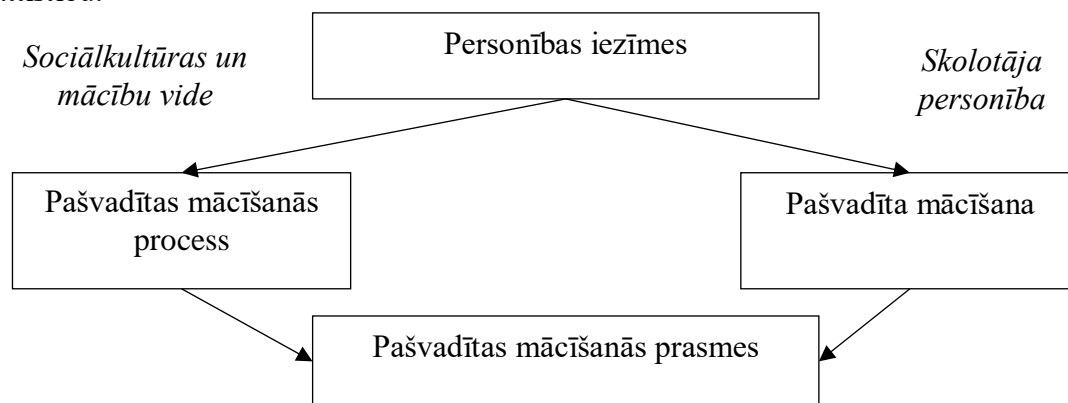 Personības iezīmes
Sociālkultūras un
mācību vide
Skolotāja
personība
Pašvadītas mācīšanās
process
Pašvadīta mācīšana
Pašvadītas mācīšanās prasmes